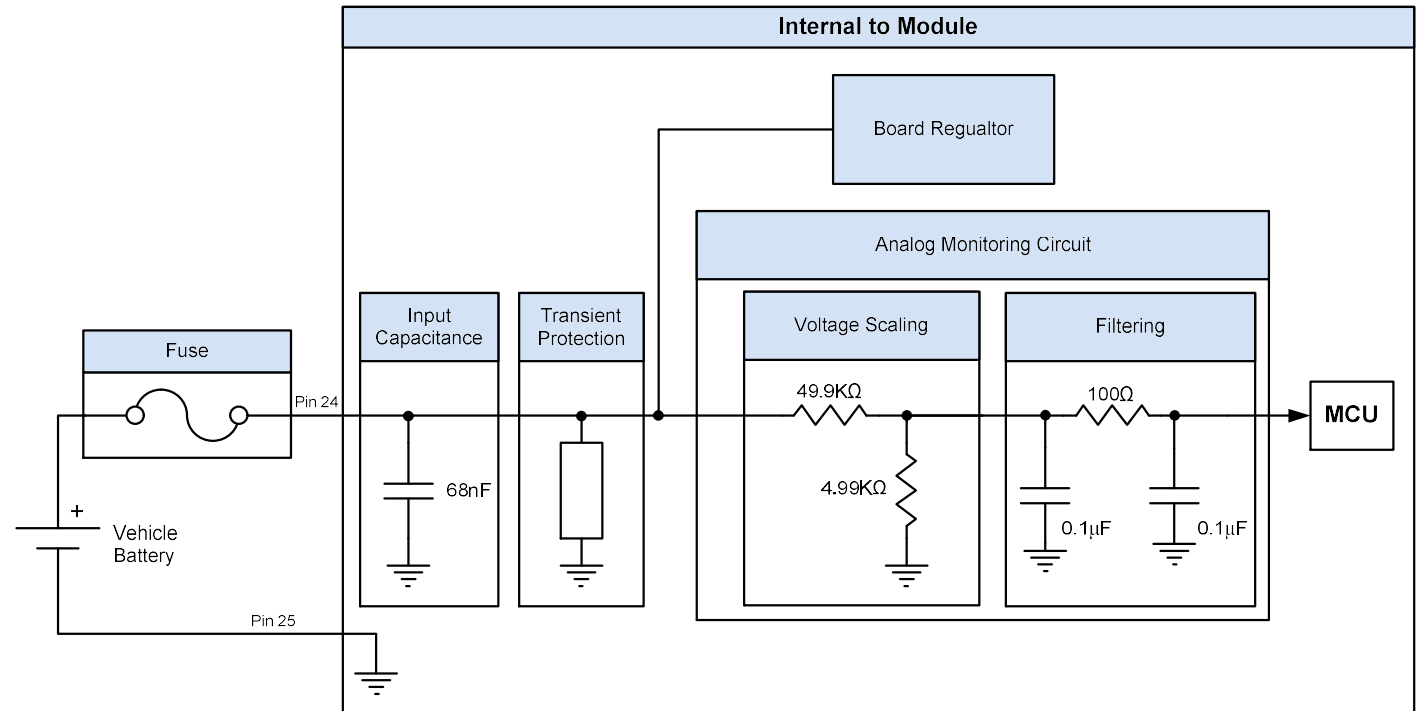 Internal to Module
Board Regualtor
Analog Monitoring Circuit
Input
Capacitance
Transient
Protection
Voltage Scaling
Filtering
Fuse
Pin 24
49.9KΩ
100Ω
MCU
68nF
4.99KΩ
+
Vehicle
Battery
0.1µF
0.1µF
Pin 25